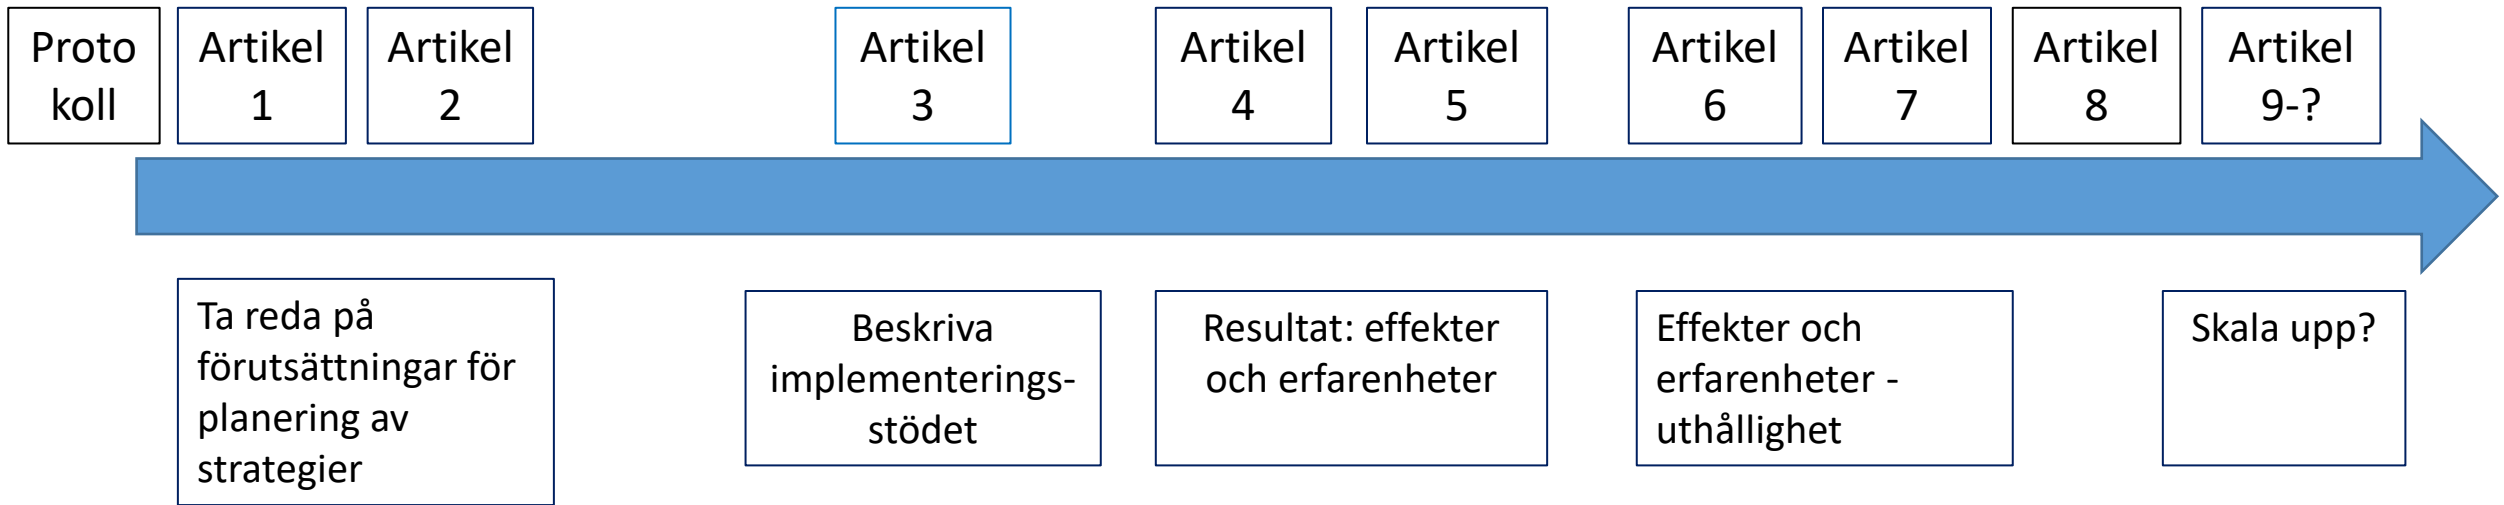 Proto
koll
Artikel
1
Artikel
2
Artikel
3
Artikel
4
Artikel
5
Artikel
6
Artikel
7
Artikel
8
Artikel
9-?
Ta reda på
förutsättningar för
planering av
strategier
Beskriva
implementerings-
stödet
Resultat: effekter
och erfarenheter
Effekter och
erfarenheter -
uthållighet
Skala upp?